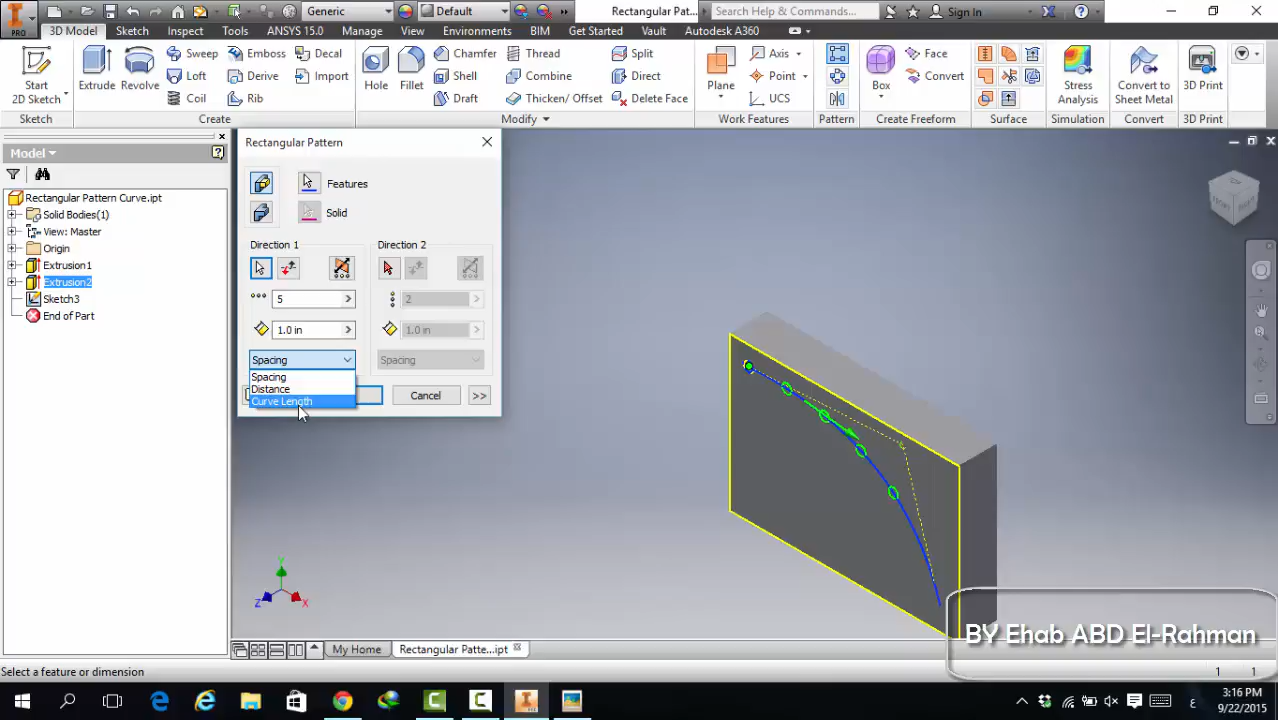 Generic
Default
Rectangular Pat...
Search Help & Commands...
Sign In
PRO
3D Model
Sketch
Inspect
Tools
ANSYS 15.0
Manage
View
Environments
BIM
Get Started
Vault
Autodesk A360
Start
2D Sketch
Extrude
Revolve
Sweep
Loft
Coil
Emboss
Derive
Rib
Decal
Import
Hole
Fillet
Chamfer
Shell
Draft
Thread
Combine
Thicken/ Offset
Split
Direct
Delete Face
Plane
Axis
Point
UCS
Box
Face
Convert
Stress
Analysis
Convert to
Sheet Metal
3D Print
Sketch
Create
Modify
Work Features
Pattern
Create Freeform
Surface
Simulation
Convert
3D Print
Model
Rectangular Pattern Curve.ipt
Solid Bodies(1)
View: Master
Origin
Extrusion1
Extrusion2
Sketch3
End of Part
Rectangular Pattern
Features
Solid
Direction 1
Direction 2
5
2
1.0 in
1.0 in
Spacing
Spacing
Spacing
Distance
Curve Length
Cancel
>>
Y
Z
X
BY Ehab ABD El-Rahman
My Home
Rectangular Patte...ipt
Select a feature or dimension
1
1
3:16 PM
9/22/2015
ع